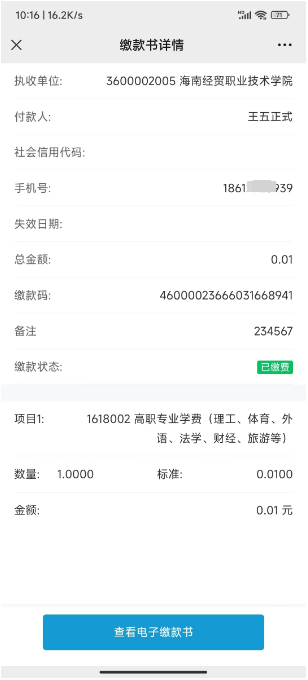 10:16 | 16.2K/s
71
缴款书详情
执收单位: 3600002005 海南经贸职业技术学院
付款人: 王五正式
社会信用代码:
手机号: 1861 939
失效日期:
总金额: 0.01
缴款码: 46000023666031668941
备注 234567
缴款状态: 已缴费
项目1: 1618002 高职专业学费（理工、体育、外
语、法学、财经、旅游等）
数量: 1.0000 标准: 0.0100
金额: 0.01 元
查看电子缴款书